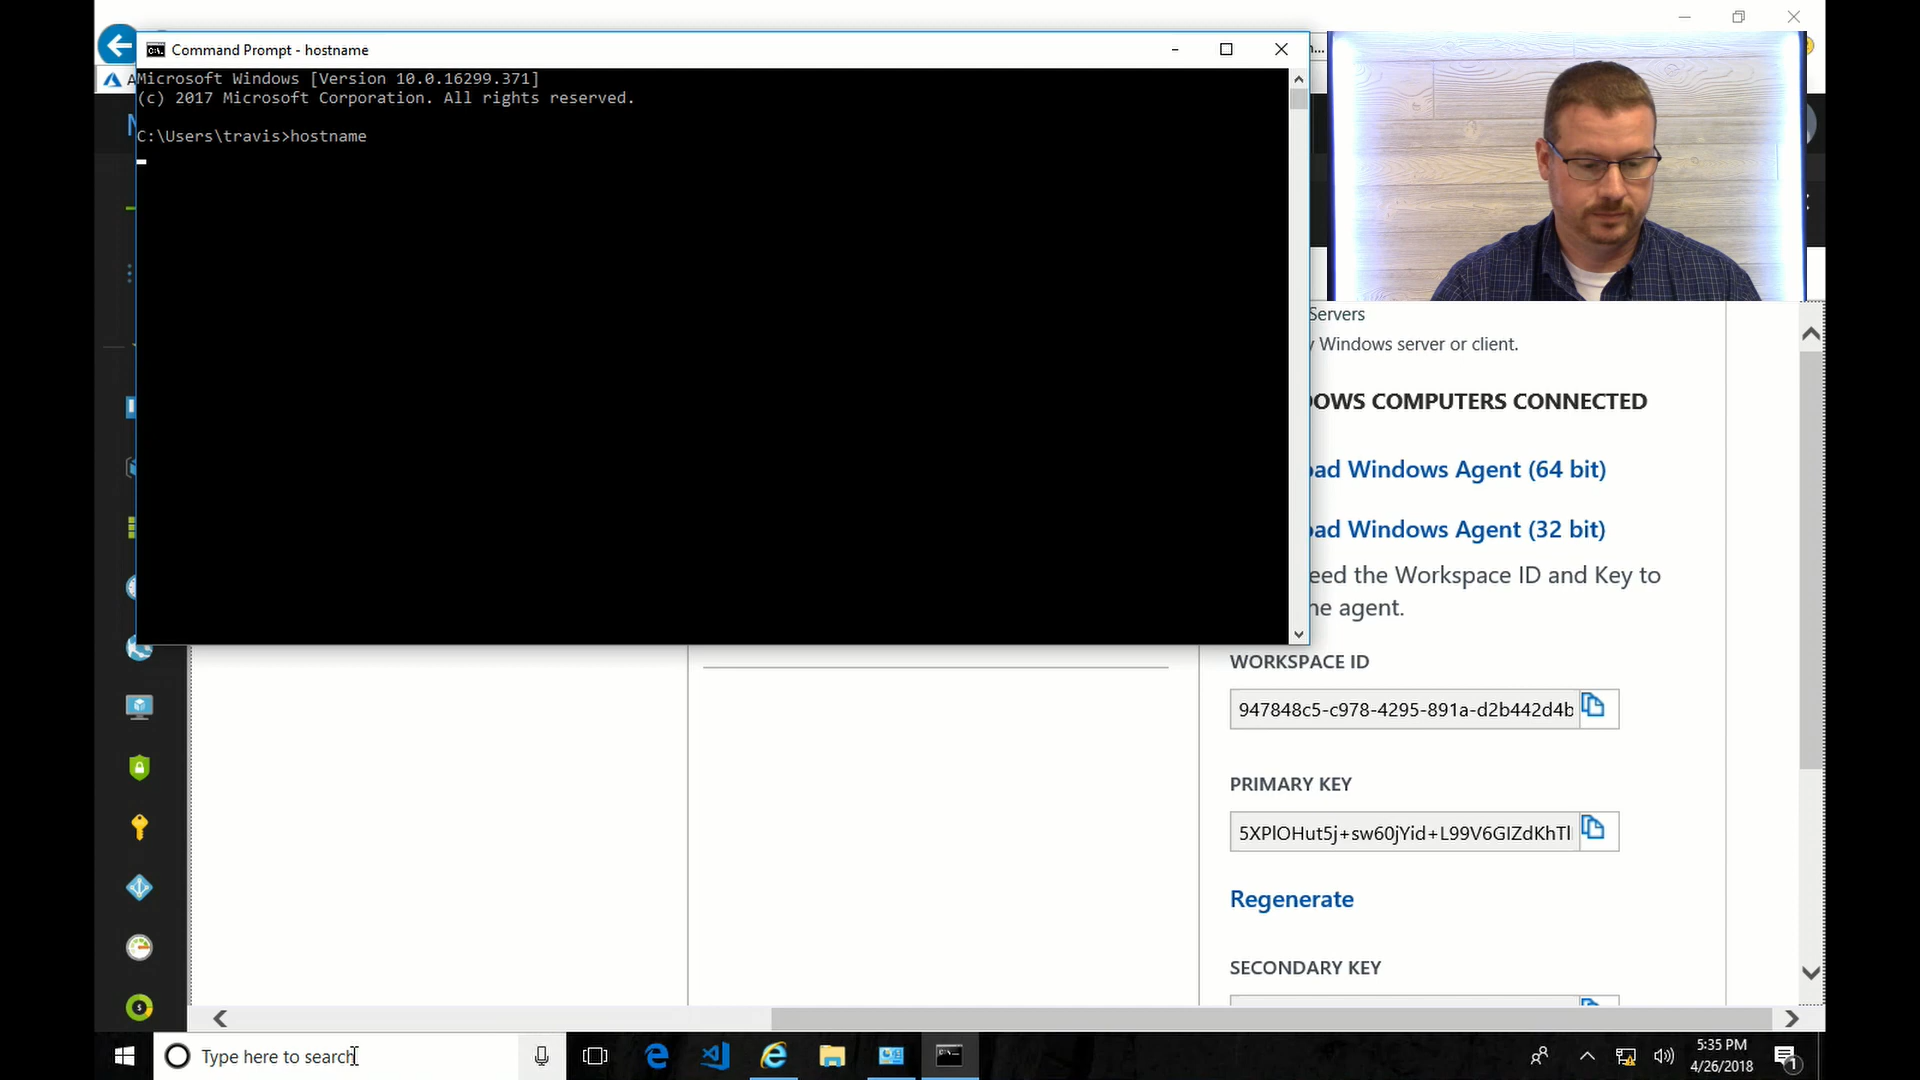 Command Prompt - hostname
Microsoft Windows [Version 10.0.16299.371]
(c) 2017 Microsoft Corporation. All rights reserved.
C:\Users\travis>hostname
Servers
Windows server or client.
OWS COMPUTERS CONNECTED
ad Windows Agent (64 bit)
ad Windows Agent (32 bit)
eed the Workspace ID and Key to
e agent.
WORKSPACE ID
947848c5-c978-4295-891a-d2b442d4b
PRIMARY KEY
5XPlOHut5j+sw60jYid+L99V6GIZdKhTl
Regenerate
SECONDARY KEY
Type here to search
5:35 PM
4/26/2018
1